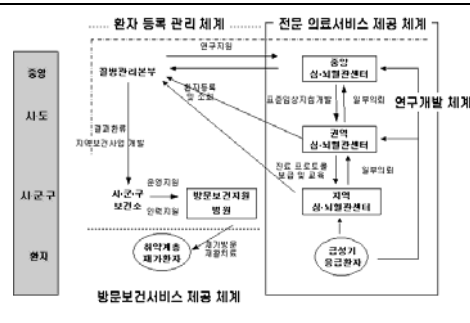 환자 등록 관리 체계
전문 의료서비스 제공 체계
연구지원
중앙
질병관리본부
중앙
심·뇌혈관센터
환자등록
및 조회
표준임상지침개발
일부의뢰
연구개발 체계
시·도
결과환류
지역보건사업 개발
권역
심·뇌혈관센터
진료 프로토콜
보급 및 교육
일부의뢰
시·군·구
시·군·구
보건소
운영지원
인력지원
방문보건지원
병원
지역
심·뇌혈관센터
환자
취약계층
재가환자
재가방문
재활치료
급성기
응급환자
방문보건서비스 제공 체계